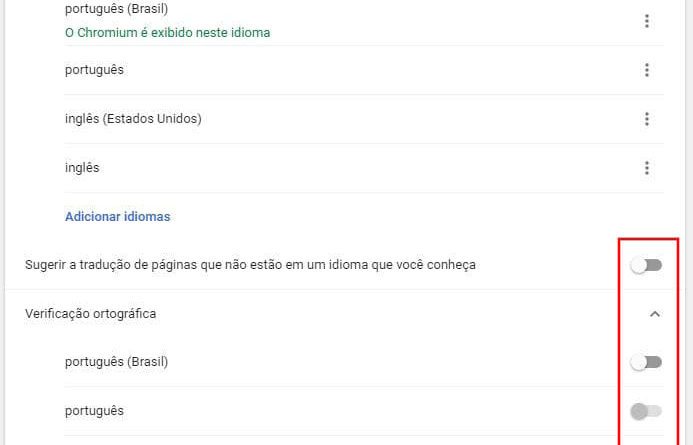 português (Brasil)
O Chromium é exibido neste idioma
português
inglês (Estados Unidos)
inglês
Adicionar idiomas
Sugerir a tradução de páginas que não estão em um idioma que você conheça
Verificação ortográfica
português (Brasil)
português